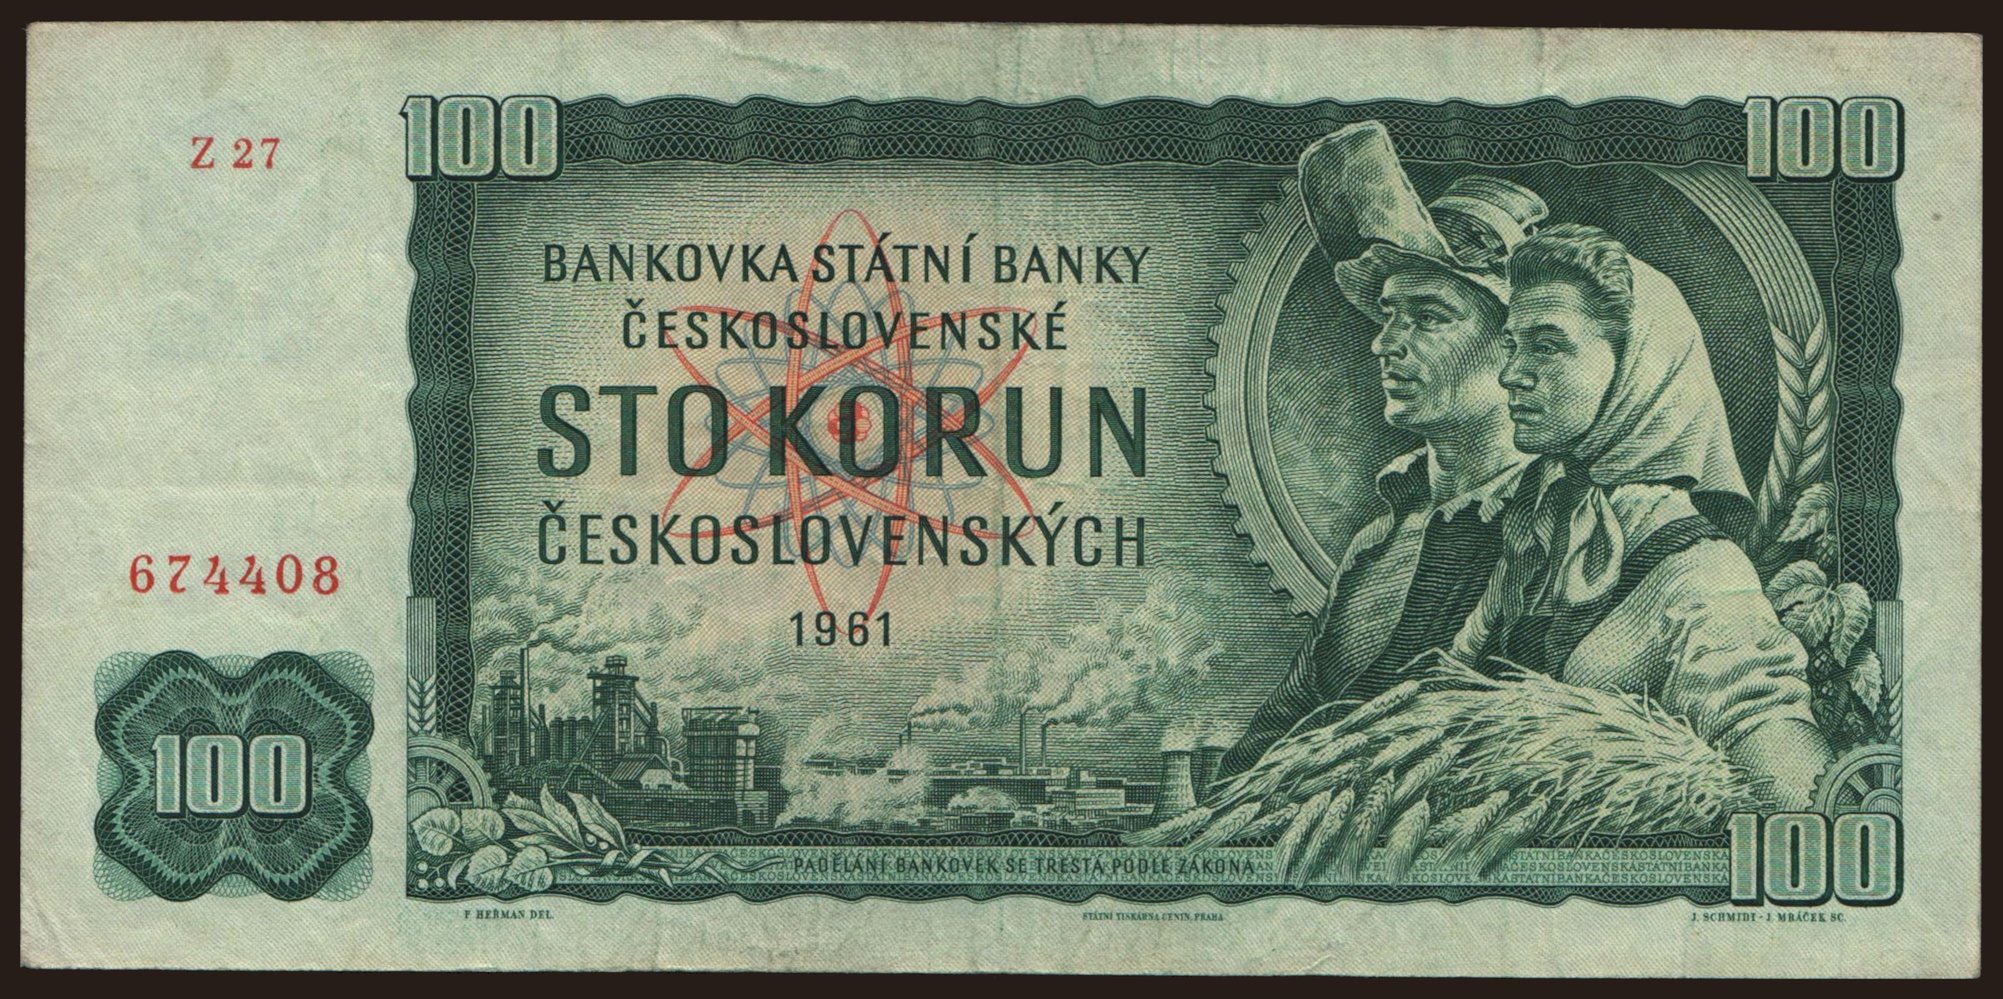 Z 27
100
100
BANKOVKA STÁTNÍ BANKY
ČESKOSLOVENSKÉ
STO KORUN
ČESKOSLOVENSKÝCH
1961
674408
100
PADĚLÁNÍ BANKOVEK SE TRESTÁ PODLE ZÁKONA
100
F. HEŘMAN DEL.
STÁTNÍ TISKÁRNA CENIN, PRAHA
J. SCHMIDT - J. MRÁČEK SC.